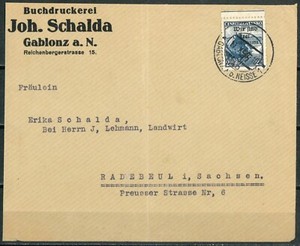 Buchdruckerei
Joh. Schalda
Gablonz a. N.
Reichenbergerstrasse 15.
Fräulein
Erika Schalda,
Bei Herrn J, Lehmann, Landwirt
RADEBEUL i, Sachsen.
Preusser Strasse Nr, 6